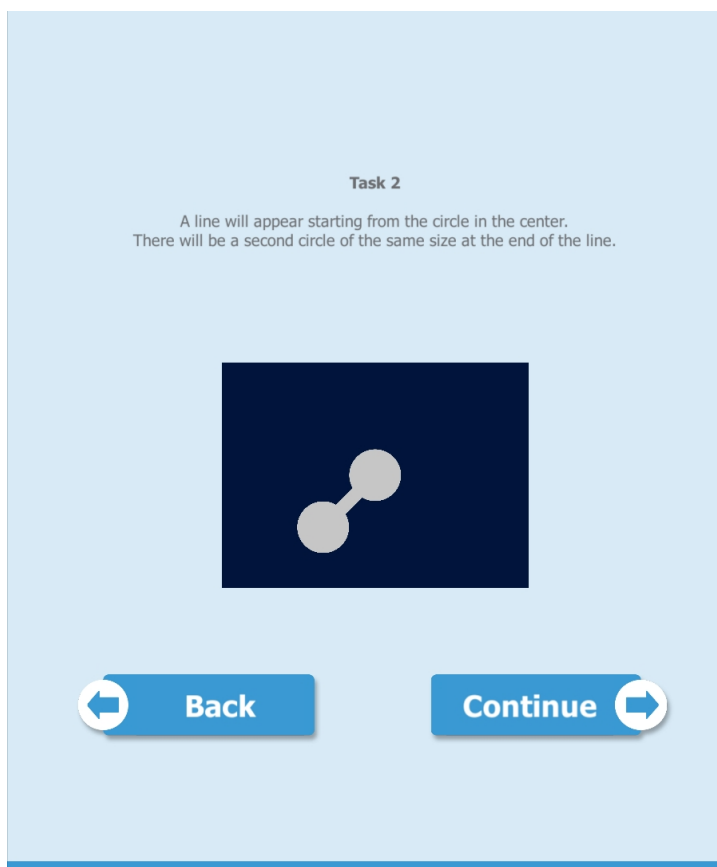 Task 2
A line will appear starting from the circle in the center.
There will be a second circle of the same size at the end of the line.
Back
Continue